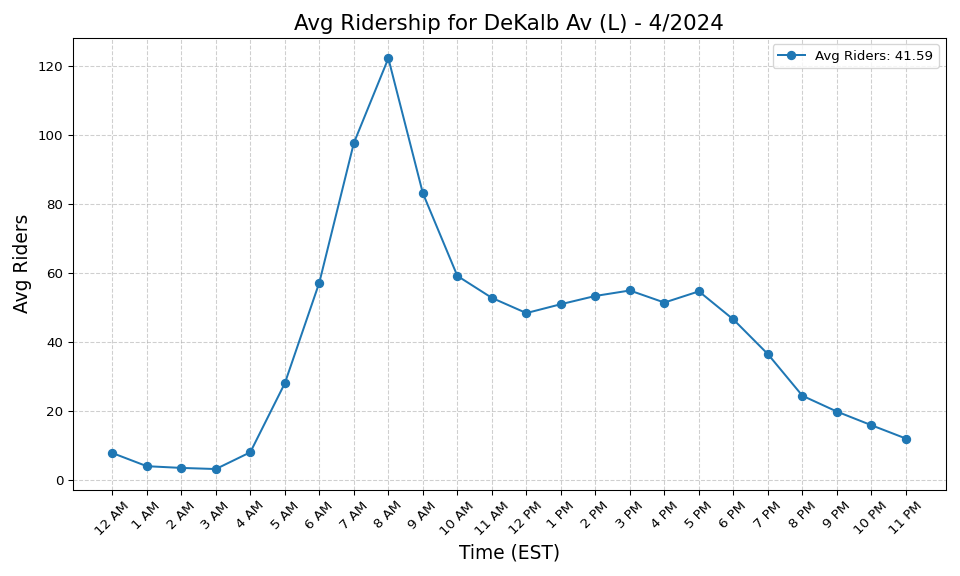 Avg Ridership for DeKalb Av (L) - 4/2024
Avg Riders: 41.59
Avg Riders
120
100
80
60
40
20
0
12 AM 1 AM 2 AM 3 AM 4 AM 5 AM 6 AM 7 AM 8 AM 9 AM 10 AM 11 AM 12 PM 1 PM 2 PM 3 PM 4 PM 5 PM 6 PM 7 PM 8 PM 9 PM 10 PM 11 PM
Time (EST)